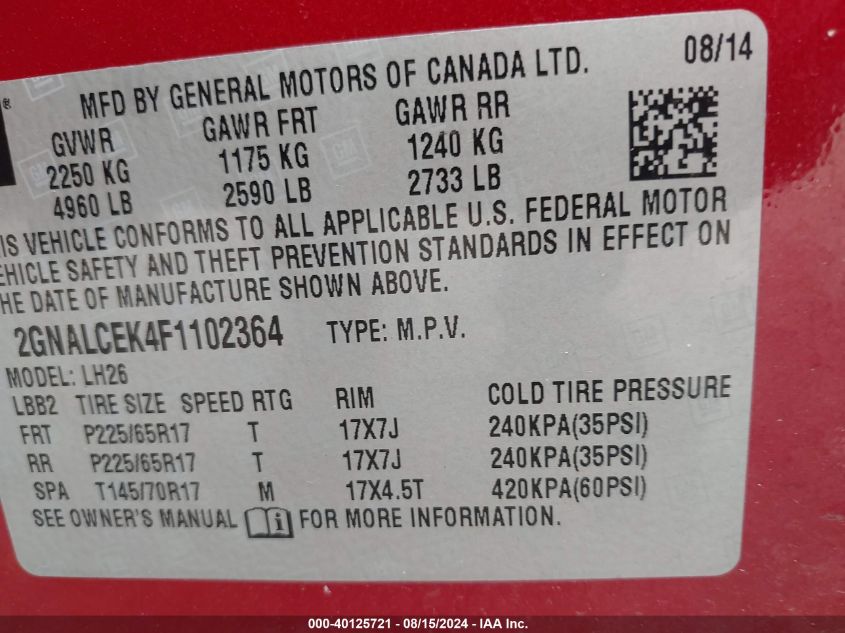 08/14
MFD BY GENERAL MOTORS OF CANADA LTD.
GVWR GAWR FRT GAWR RR
2250 KG 1175 KG 1240 KG
4960 LB 2590 LB 2733 LB
IS VEHICLE CONFORMS TO ALL APPLICABLE U.S. FEDERAL MOTOR
EHICLE SAFETY AND THEFT PREVENTION STANDARDS IN EFFECT ON
HE DATE OF MANUFACTURE SHOWN ABOVE.
2GNALCEK4F1102364 TYPE: M.P.V.
MODEL: LH26
LBB2 TIRE SIZE SPEED RTG RIM COLD TIRE PRESSURE
FRT P225/65R17 T 17X7J 240KPA(35PSI)
RR P225/65R17 T 17X7J 240KPA(35PSI)
SPA T145/70R17 M 17X4.5T 420KPA(60PSI)
SEE OWNER'S MANUAL FOR MORE INFORMATION.
000-40125721 - 08/15/2024 - IAA Inc.